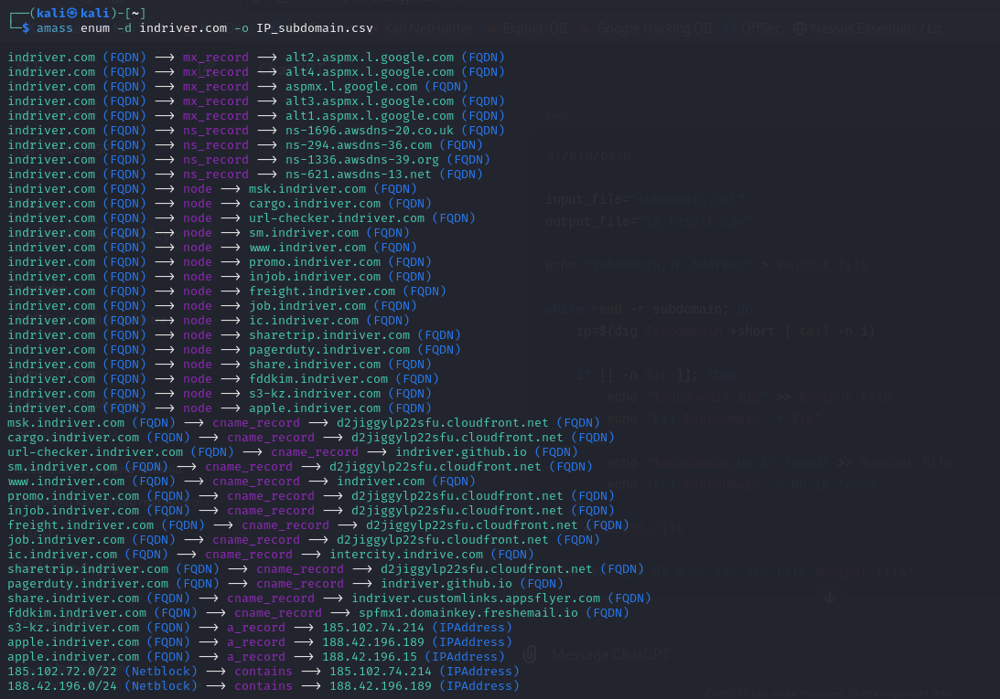 ┌──(kali㉿kali)-[~]
└─$ amass enum -d indriver.com -o IP_subdomain.csv
Kali NetHunter Exploit-DB Google Hacking DB OffSec Nessus Essentials / Lo...
indriver.com (FQDN) → mx_record → alt2.aspmx.l.google.com (FQDN)
indriver.com (FQDN) → mx_record → alt4.aspmx.l.google.com (FQDN)
indriver.com (FQDN) → mx_record → aspmx.l.google.com (FQDN)
indriver.com (FQDN) → mx_record → alt3.aspmx.l.google.com (FQDN)
indriver.com (FQDN) → mx_record → alt1.aspmx.l.google.com (FQDN)
indriver.com (FQDN) → ns_record → ns-1696.awsdns-20.co.uk (FQDN)
indriver.com (FQDN) → ns_record → ns-294.awsdns-36.com (FQDN)
indriver.com (FQDN) → ns_record → ns-1336.awsdns-39.org (FQDN)
indriver.com (FQDN) → ns_record → ns-621.awsdns-13.net (FQDN)
indriver.com (FQDN) → node → msk.indriver.com (FQDN)
indriver.com (FQDN) → node → cargo.indriver.com (FQDN)
indriver.com (FQDN) → node → url-checker.indriver.com (FQDN)
indriver.com (FQDN) → node → sm.indriver.com (FQDN)
indriver.com (FQDN) → node → www.indriver.com (FQDN)
indriver.com (FQDN) → node → promo.indriver.com (FQDN)
indriver.com (FQDN) → node → injob.indriver.com (FQDN)
indriver.com (FQDN) → node → freight.indriver.com (FQDN)
indriver.com (FQDN) → node → job.indriver.com (FQDN)
indriver.com (FQDN) → node → ic.indriver.com (FQDN)
indriver.com (FQDN) → node → sharetrip.indriver.com (FQDN)
indriver.com (FQDN) → node → pagerduty.indriver.com (FQDN)
indriver.com (FQDN) → node → share.indriver.com (FQDN)
indriver.com (FQDN) → node → fddkim.indriver.com (FQDN)
indriver.com (FQDN) → node → s3-kz.indriver.com (FQDN)
indriver.com (FQDN) → node → apple.indriver.com (FQDN)
msk.indriver.com (FQDN) → cname_record → d2jiggylp22sfu.cloudfront.net (FQDN)
cargo.indriver.com (FQDN) → cname_record → d2jiggylp22sfu.cloudfront.net (FQDN)
url-checker.indriver.com (FQDN) → cname_record → indriver.github.io (FQDN)
sm.indriver.com (FQDN) → cname_record → d2jiggylp22sfu.cloudfront.net (FQDN)
www.indriver.com (FQDN) → cname_record → indriver.com (FQDN)
promo.indriver.com (FQDN) → cname_record → d2jiggylp22sfu.cloudfront.net (FQDN)
injob.indriver.com (FQDN) → cname_record → d2jiggylp22sfu.cloudfront.net (FQDN)
freight.indriver.com (FQDN) → cname_record → d2jiggylp22sfu.cloudfront.net (FQDN)
job.indriver.com (FQDN) → cname_record → d2jiggylp22sfu.cloudfront.net (FQDN)
ic.indriver.com (FQDN) → cname_record → intercity.indrive.com (FQDN)
sharetrip.indriver.com (FQDN) → cname_record → d2jiggylp22sfu.cloudfront.net (FQDN)
pagerduty.indriver.com (FQDN) → cname_record → indriver.github.io (FQDN)
share.indriver.com (FQDN) → cname_record → indriver.customlinks.appsflyer.com (FQDN)
fddkim.indriver.com (FQDN) → cname_record → spfmx1.domainkey.freshemail.io (FQDN)
s3-kz.indriver.com (FQDN) → a_record → 185.102.74.214 (IPAddress)
apple.indriver.com (FQDN) → a_record → 188.42.196.189 (IPAddress)
apple.indriver.com (FQDN) → a_record → 188.42.196.15 (IPAddress)
185.102.72.0/22 (Netblock) → contains → 185.102.74.214 (IPAddress)
188.42.196.0/24 (Netblock) → contains → 188.42.196.189 (IPAddress)
#!/bin/bash
while read -r subdomain; do
Message ChatGPT